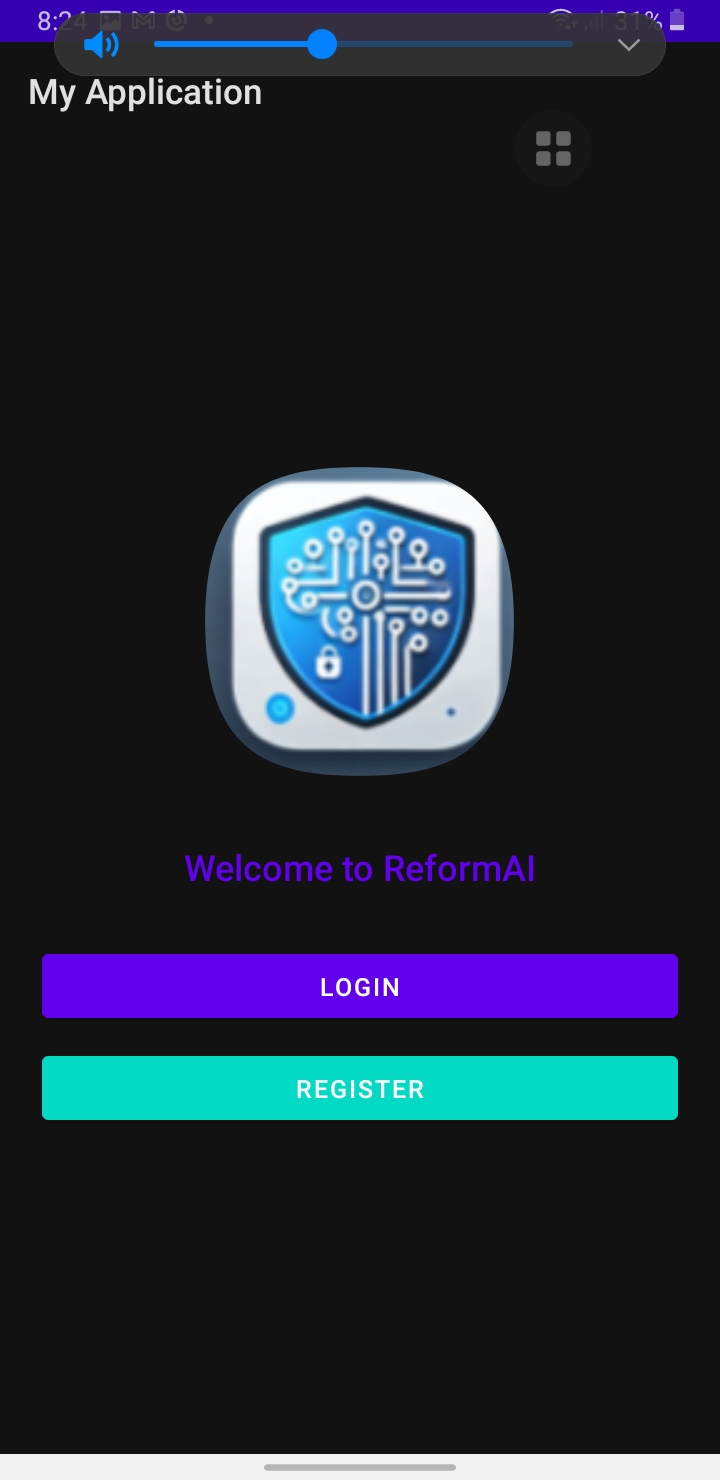 8:24
31%
My Application
Welcome to ReformAI
LOGIN
REGISTER